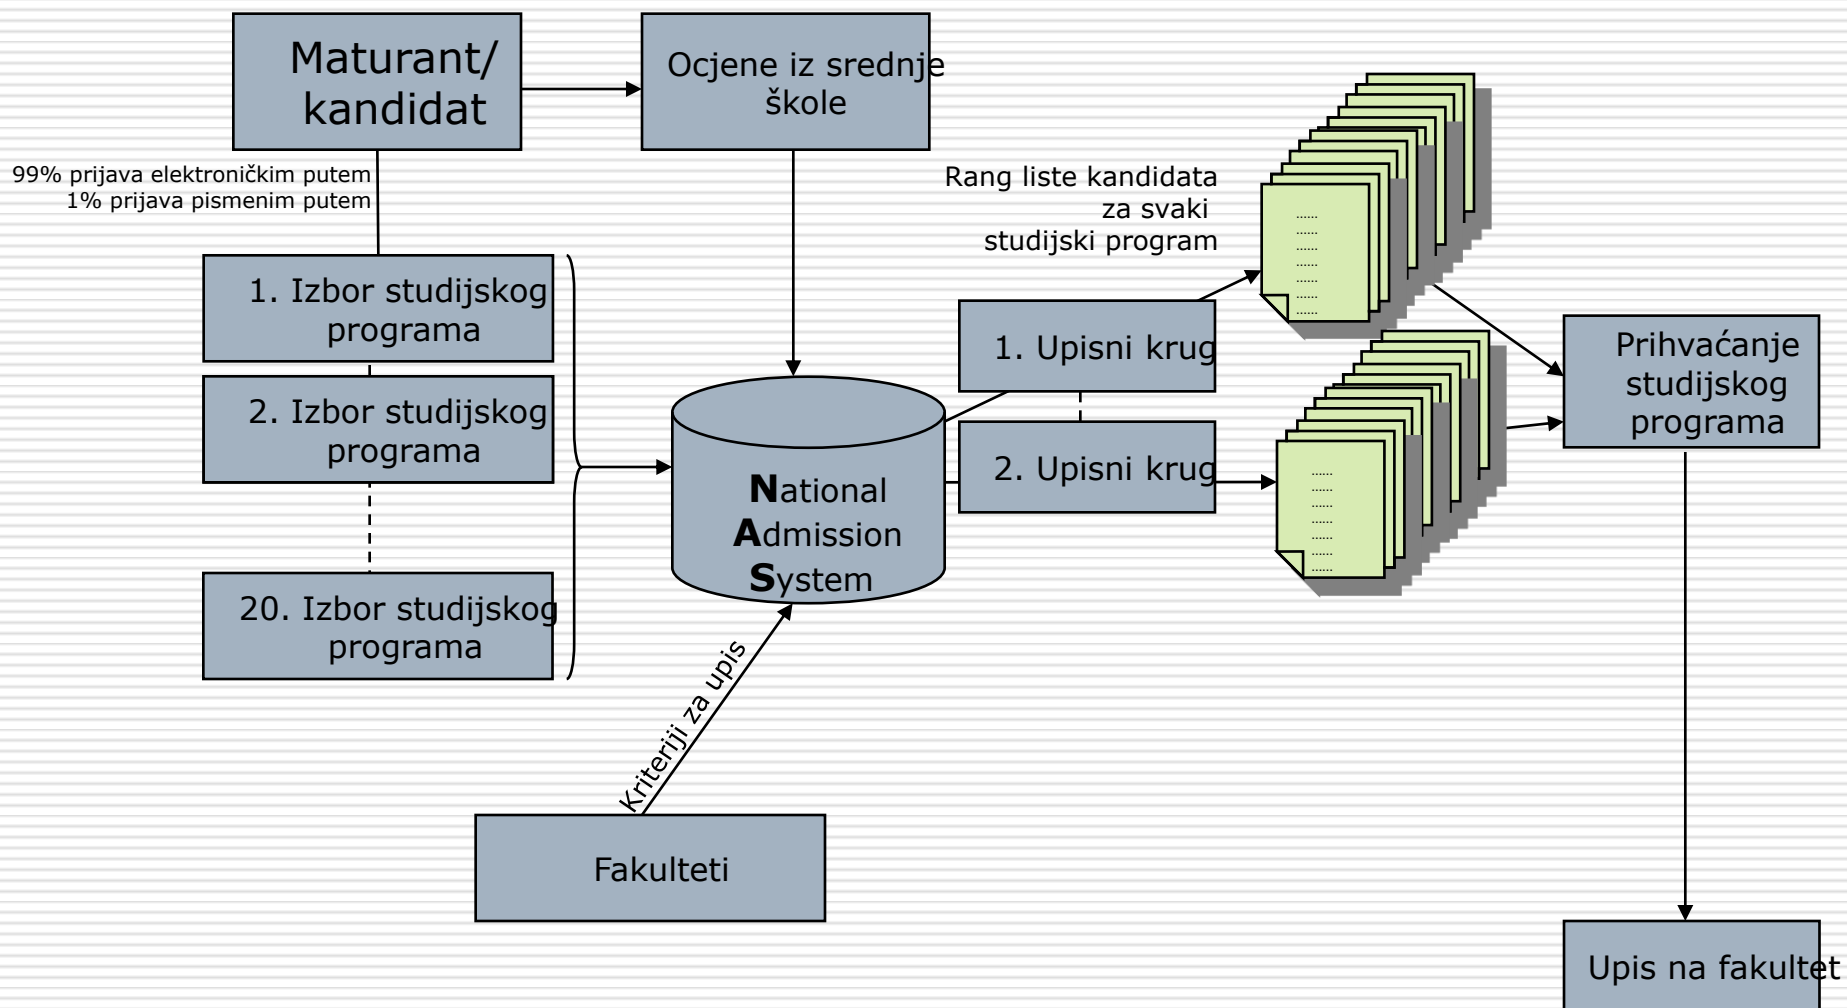 Maturant/
kandidat
Ocjene iz srednje
škole
99% prijava elektroničkim putem
1% prijava pismenim putem
Rang liste kandidata
za svaki
studijski program
1. Izbor studijskog
programa
2. Izbor studijskog
programa
20. Izbor studijskog
programa
National
Admission
System
1. Upisni krug
2. Upisni krug
......
......
......
......
......
......
......
......
......
......
......
......
......
......
Prihvaćanje
studijskog
programa
Kriteriji za upis
Fakulteti
Upis na fakultet